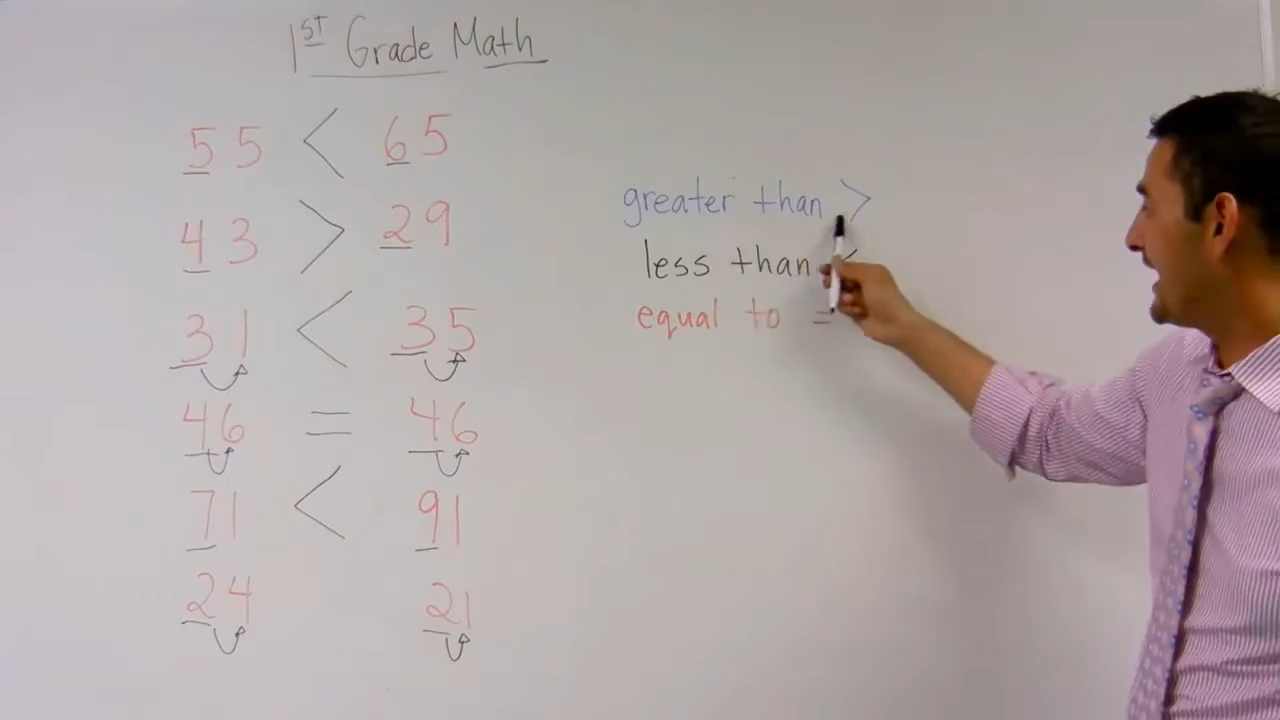 1st Grade Math
55 < 65
43 > 29
31 < 35
46 = 46
71 < 91
24 21
greater than >
less than <
equal to =